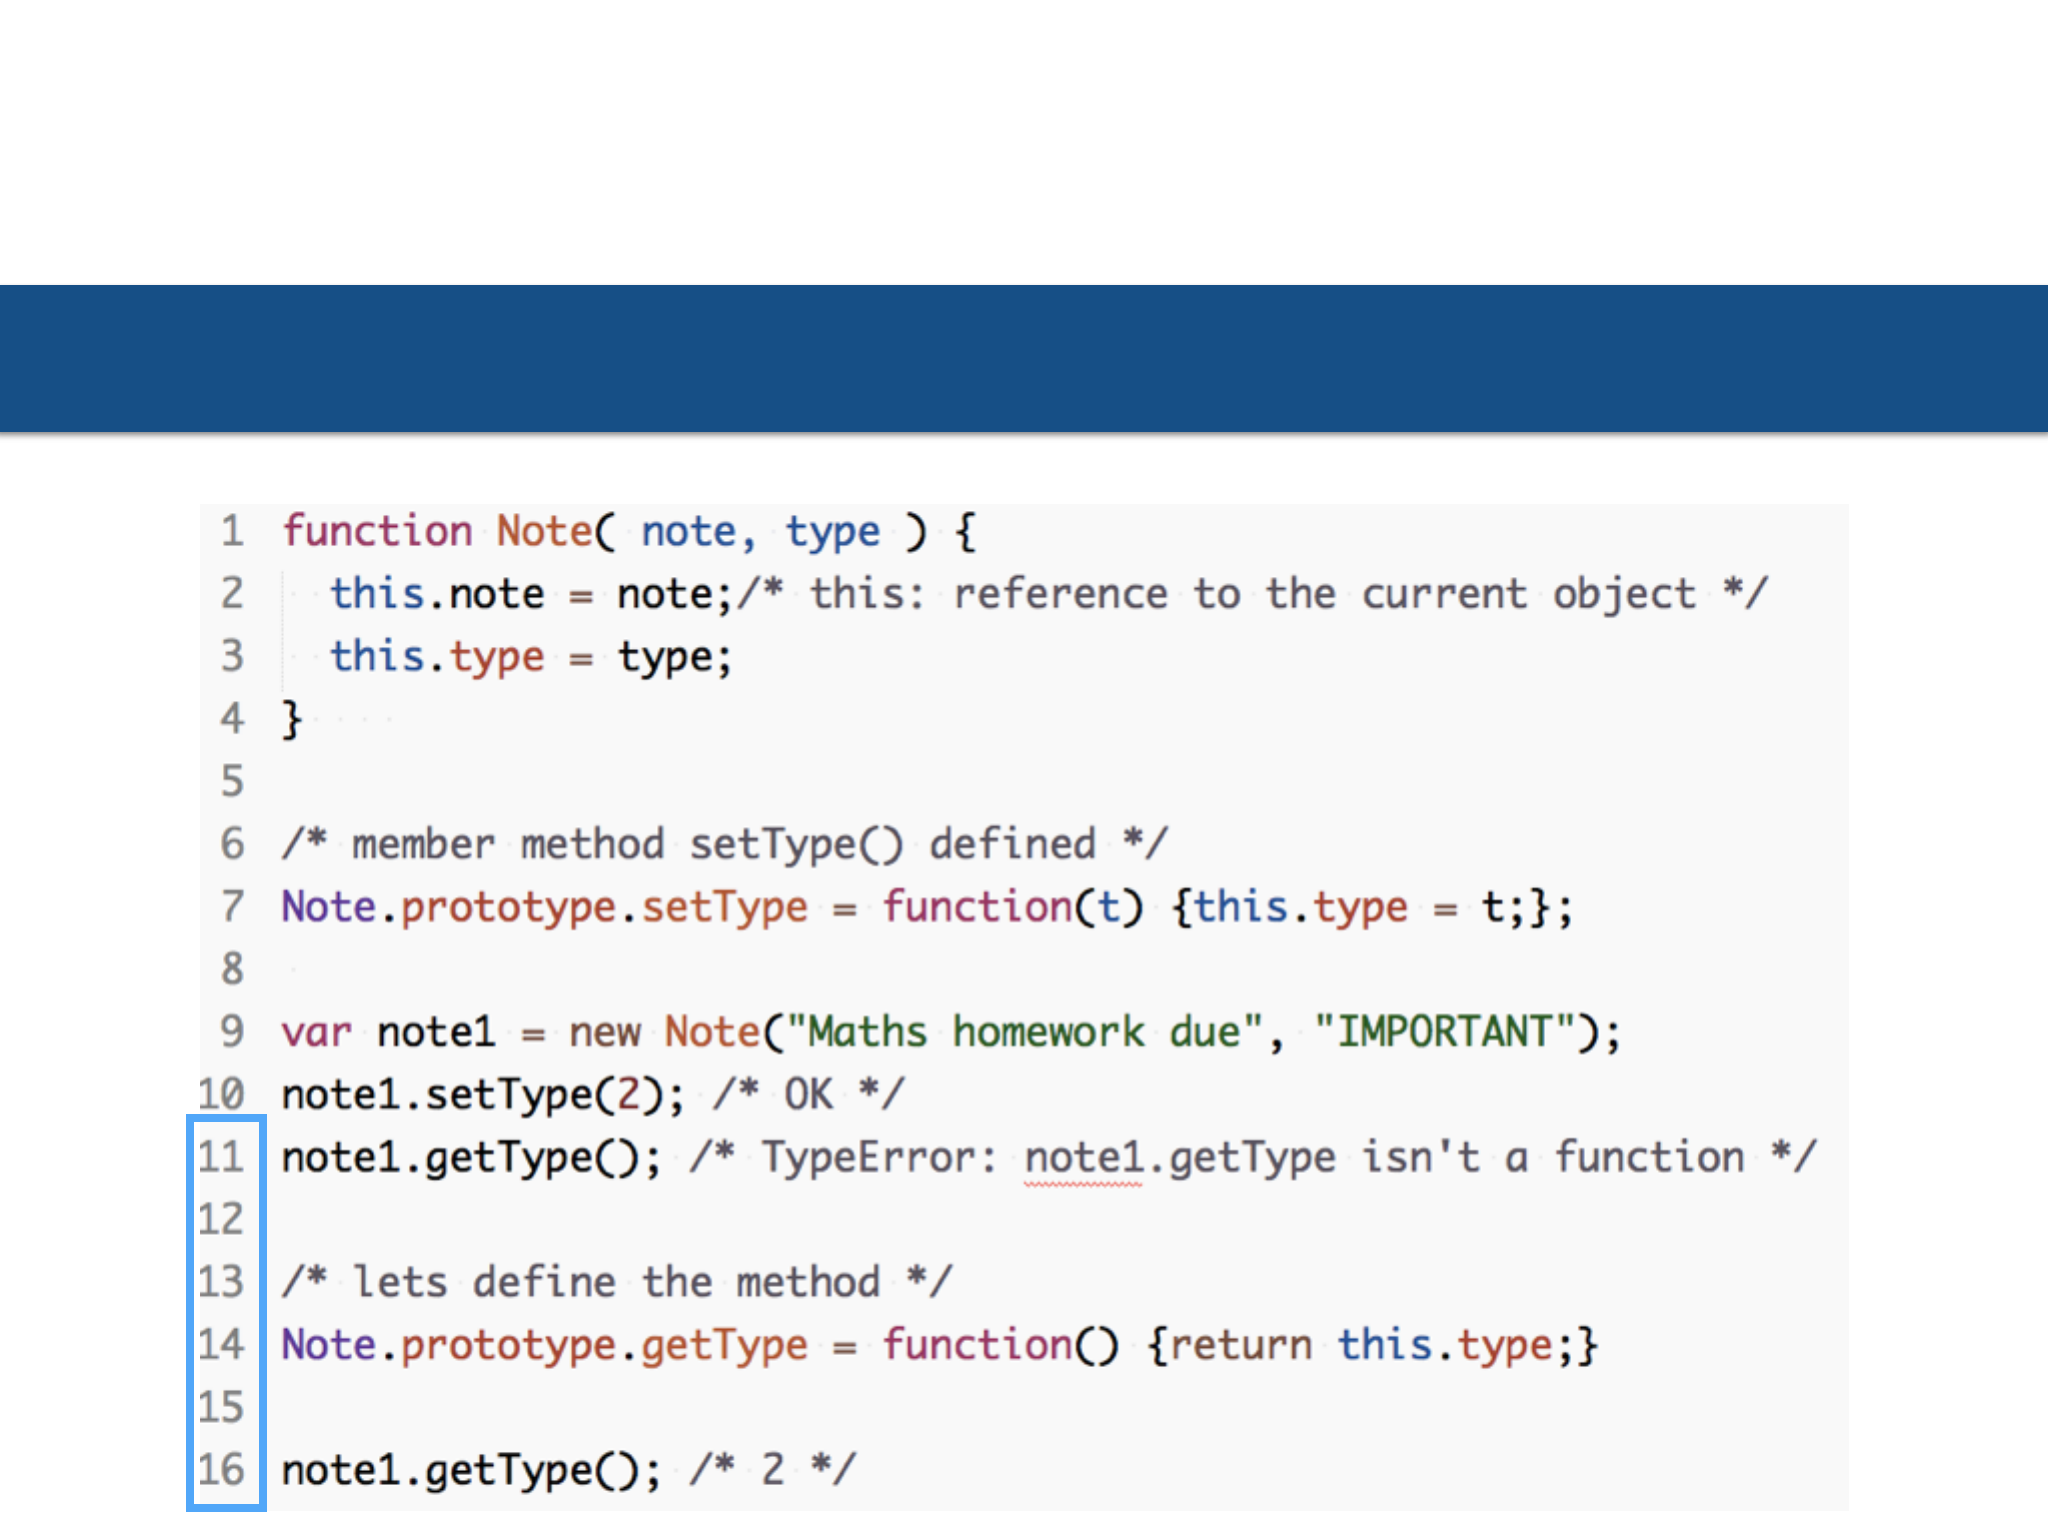 1 function Note( note, type ) {
2 this.note = note;/* this: reference to the current object */
3 this.type = type;
4 }
5
6 /* member method setType() defined */
7 Note.prototype.setType = function(t) {this.type = t;};
8
9 var note1 = new Note("Maths homework due", "IMPORTANT");
10 note1.setType(2); /* OK */
11 note1.getType(); /* TypeError: note1.getType isn't a function */
12
13 /* lets define the method */
14 Note.prototype.getType = function() {return this.type;}
15
16 note1.getType(); /* 2 */